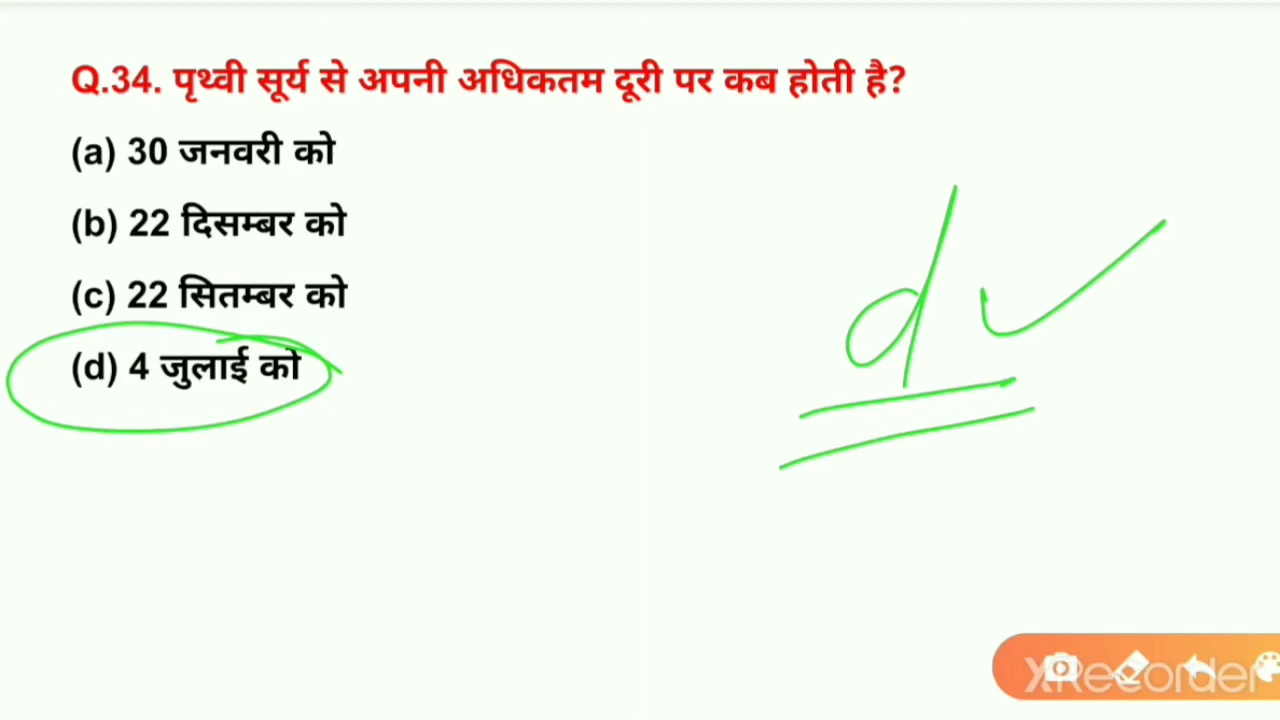 Q.34. पृथ्वी सूर्य से अपनी अधिकतम दूरी पर कब होती है?
(a) 30 जनवरी को
(b) 22 दिसम्बर को
(c) 22 सितम्बर को
(d) 4 जुलाई को
d
XRecorder